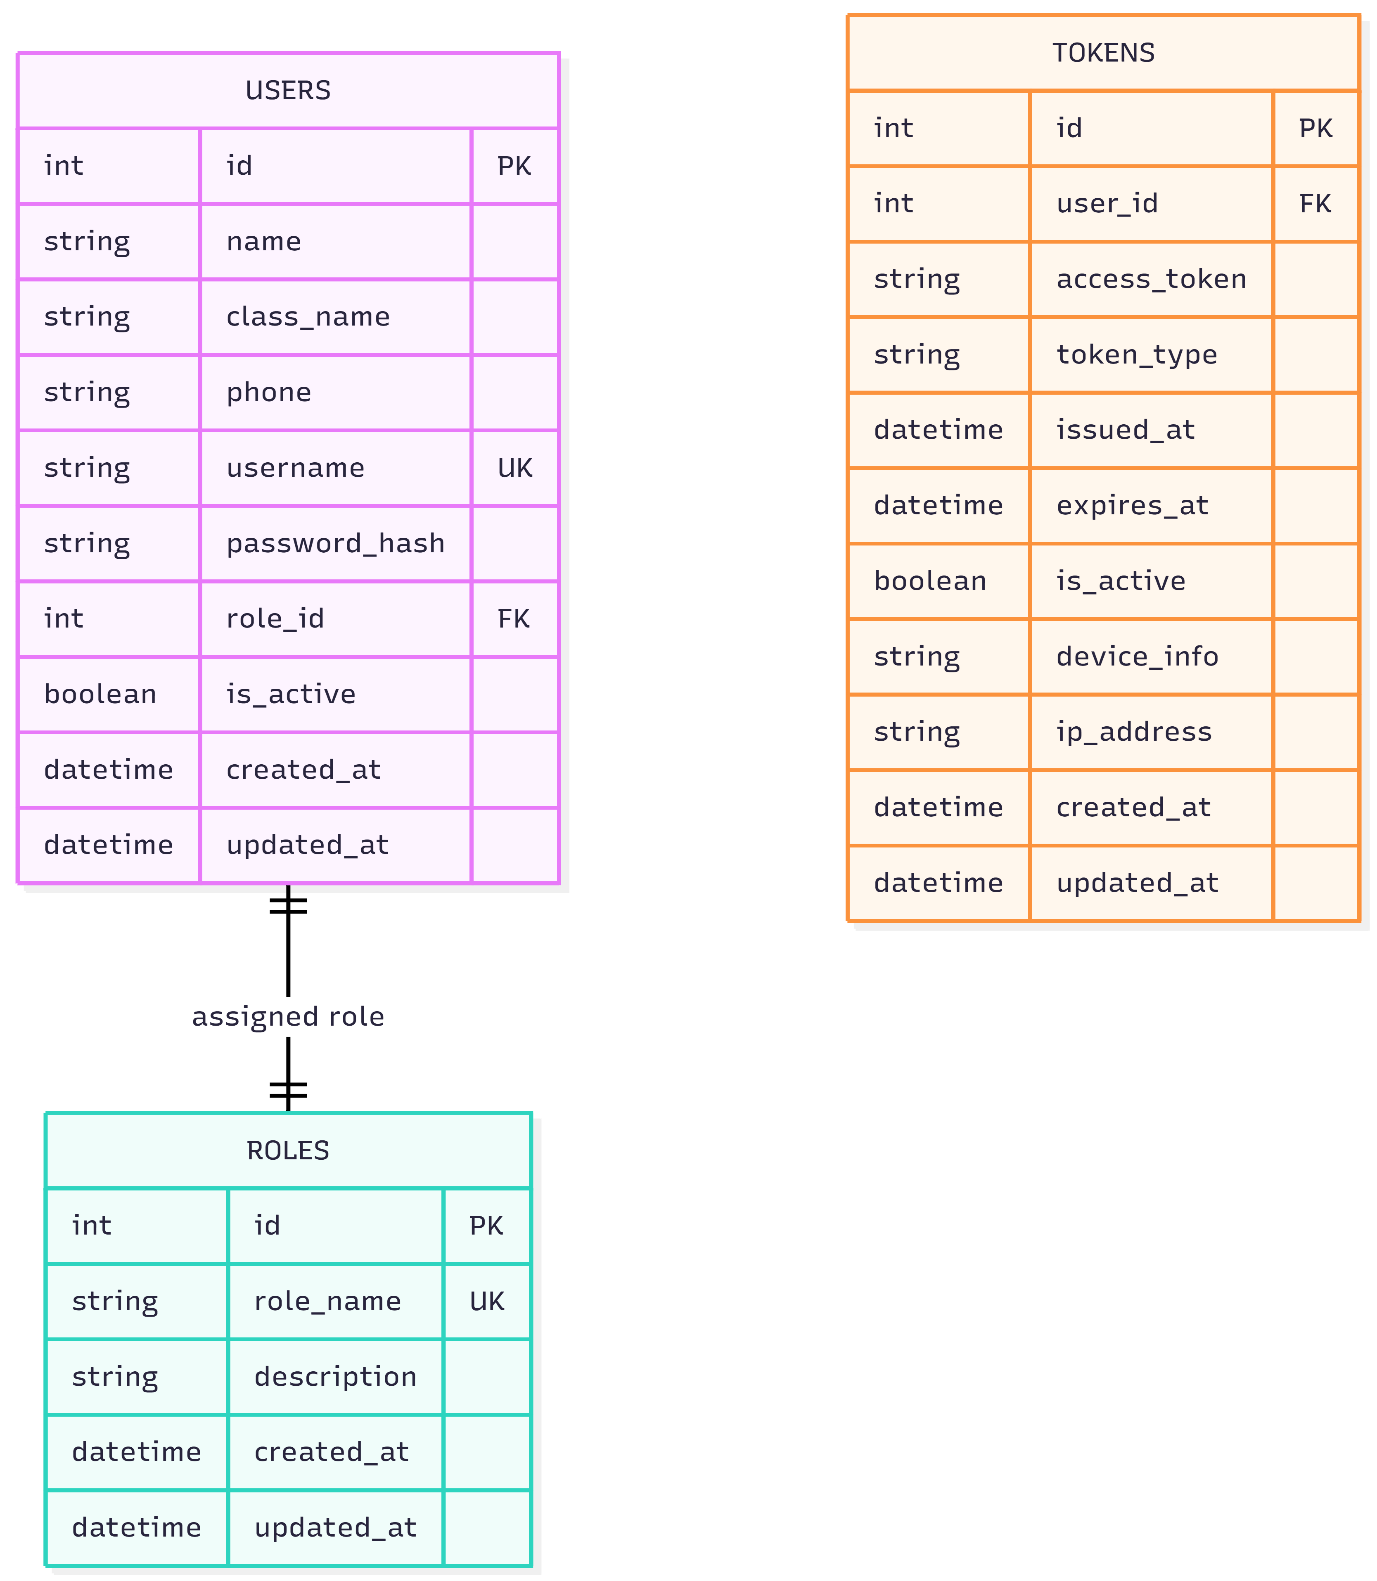 USERS
int id PK
string name
string class_name
string phone
string username UK
string password_hash
int role_id FK
boolean is_active
datetime created_at
datetime updated_at
assigned role
ROLES
int id PK
string role_name UK
string description
datetime created_at
datetime updated_at
TOKENS
int id PK
int user_id FK
string access_token
string token_type
datetime issued_at
datetime expires_at
boolean is_active
string device_info
string ip_address
datetime created_at
datetime updated_at